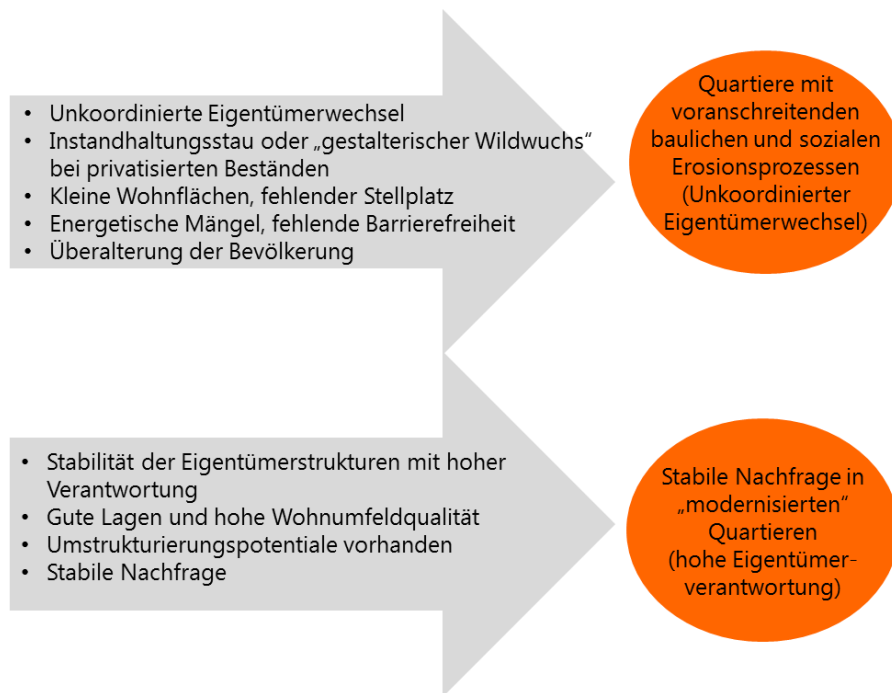 • Unkoordinierte Eigentümerwechsel
• Instandhaltungsstau oder „gestalterischer Wildwuchs“
bei privatisierten Beständen
• Kleine Wohnflächen, fehlender Stellplatz
• Energetische Mängel, fehlende Barrierefreiheit
• Überalterung der Bevölkerung
Quartiere mit
voranschreitenden
baulichen und sozialen
Erosionsprozessen
(Unkoordinierter
Eigentümerwechsel)
• Stabilität der Eigentümerstrukturen mit hoher
Verantwortung
• Gute Lagen und hohe Wohnumfeldqualität
• Umstrukturierungspotentiale vorhanden
• Stabile Nachfrage
Stabile Nachfrage in
„modernisierten“
Quartieren
(hohe Eigentümer-
verantwortung)